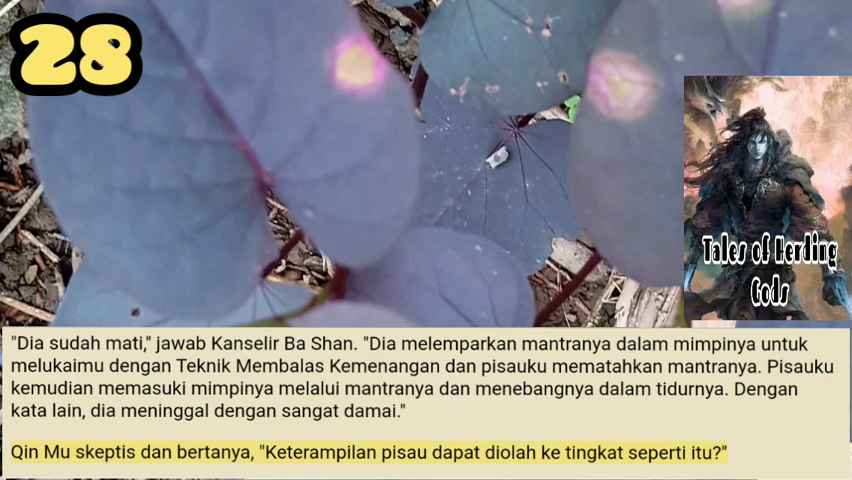 28
Tales of Herding
Gods
"Dia sudah mati," jawab Kanselir Ba Shan. "Dia melemparkan mantranya dalam mimpinya untuk
melukaimu dengan Teknik Membalas Kemenangan dan pisauku mematahkan mantranya. Pisauku
kemudian memasuki mimpinya melalui mantranya dan menebangnya dalam tidurnya. Dengan
kata lain, dia meninggal dengan sangat damai."
Qin Mu skeptis dan bertanya, "Keterampilan pisau dapat diolah ke tingkat seperti itu?"